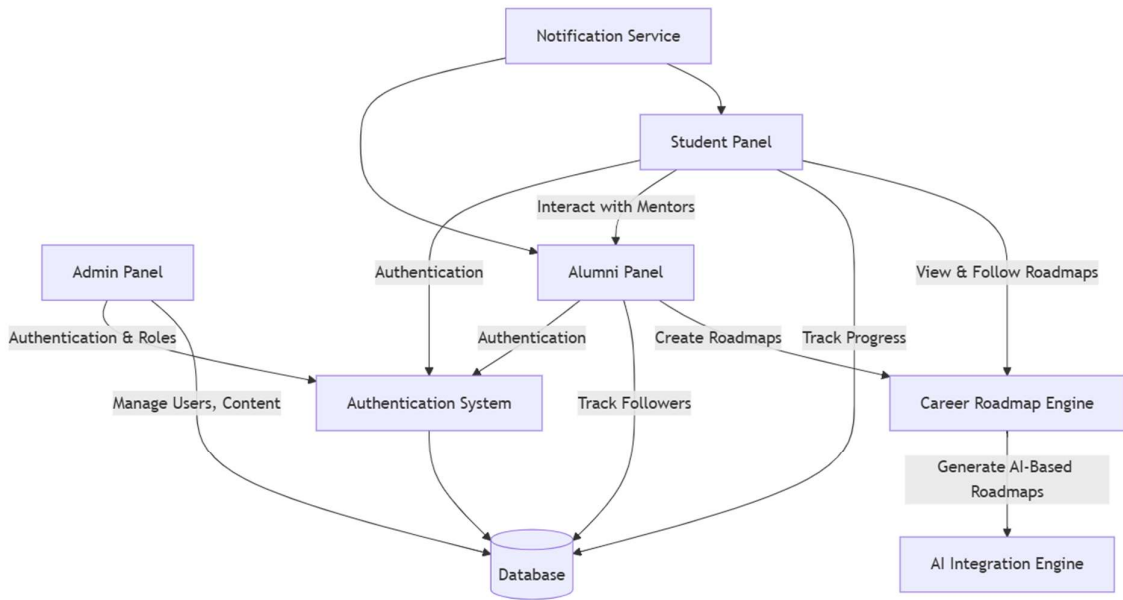 Notification Service
Student Panel
Interact with Mentors
Admin Panel
Authentication
Alumni Panel
View & Follow Roadmaps
Authentication & Roles
Authentication
Create Roadmaps
Track Progress
Manage Users, Content
Authentication System
Track Followers
Career Roadmap Engine
Generate AI-Based
Roadmaps
Database
AI Integration Engine